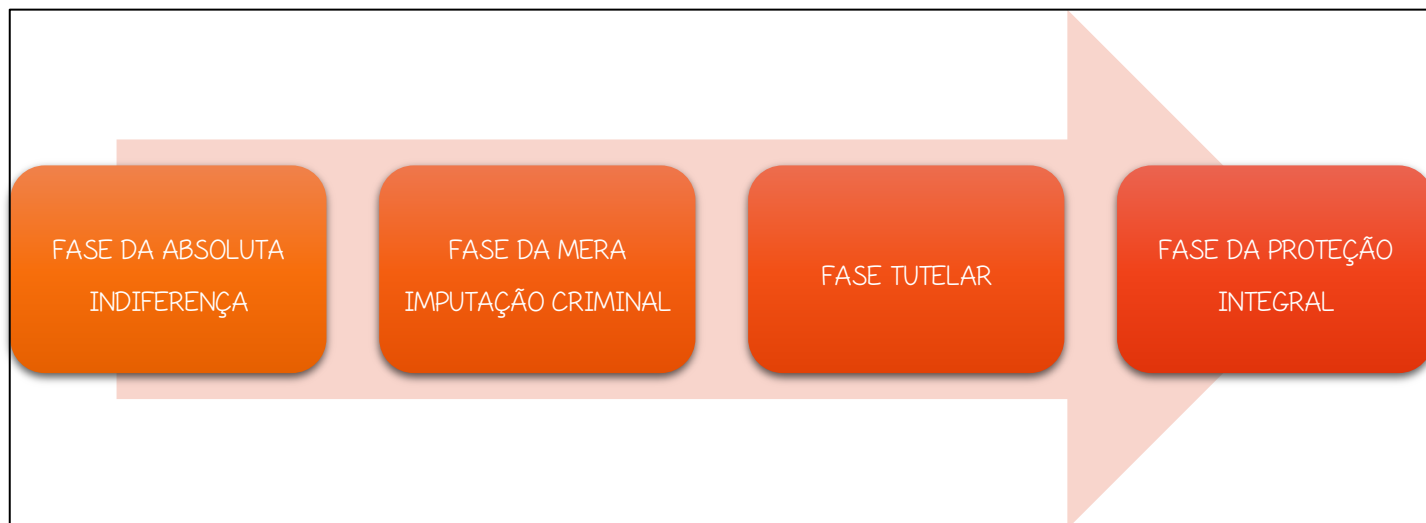 FASE DA ABSOLUTA
INDIFERENÇA
FASE DA MERA
IMPUTAÇÃO CRIMINAL
FASE TUTELAR
FASE DA PROTEÇÃO
INTEGRAL